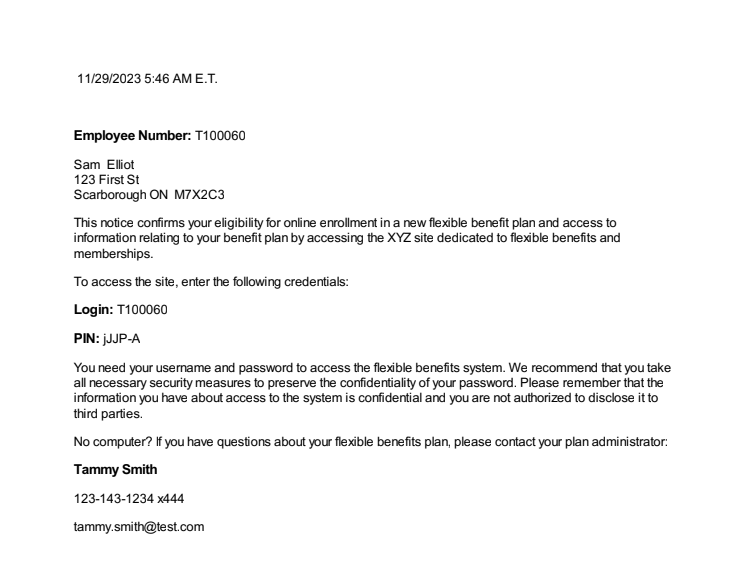 11/29/2023 5:46 AM E.T.
Employee Number: T100060
Sam Elliot
123 First St
Scarborough ON M7X2C3
This notice confirms your eligibility for online enrollment in a new flexible benefit plan and access to
information relating to your benefit plan by accessing the XYZ site dedicated to flexible benefits and
memberships.
To access the site, enter the following credentials:
Login: T100060
PIN: jJJP-A
You need your username and password to access the flexible benefits system. We recommend that you take
all necessary security measures to preserve the confidentiality of your password. Please remember that the
information you have about access to the system is confidential and you are not authorized to disclose it to
third parties.
No computer? If you have questions about your flexible benefits plan, please contact your plan administrator:
Tammy Smith
123-143-1234 x444
tammy.smith@test.com